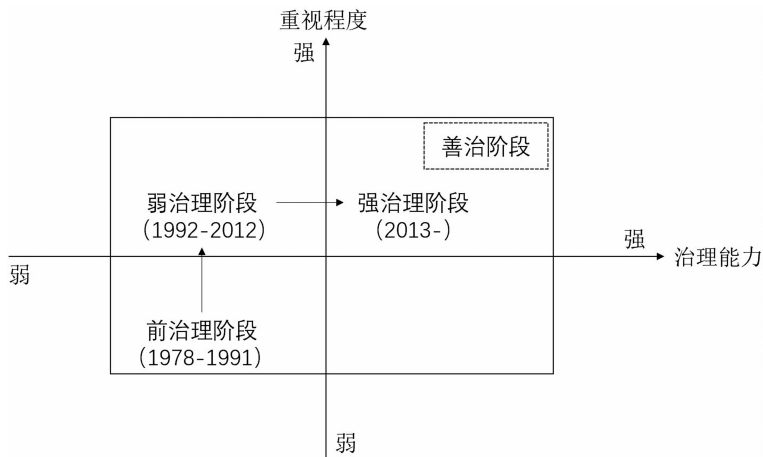 重视程度
强
善治阶段
弱治理阶段
(1992-2012)
强治理阶段
(2013-)
强
治理能力
弱
前治理阶段
(1978-1991)
弱